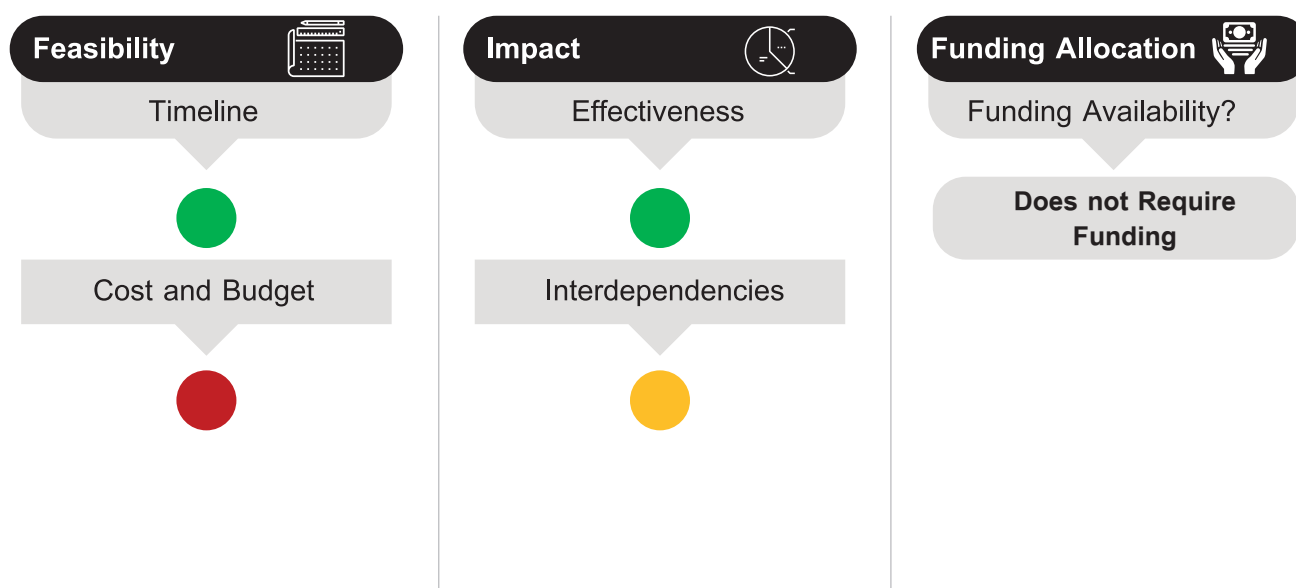 Feasibility
Timeline
Cost and Budget
Impact
Effectiveness
Interdependencies
Funding Allocation
Funding Availability?
Does not Require
Funding